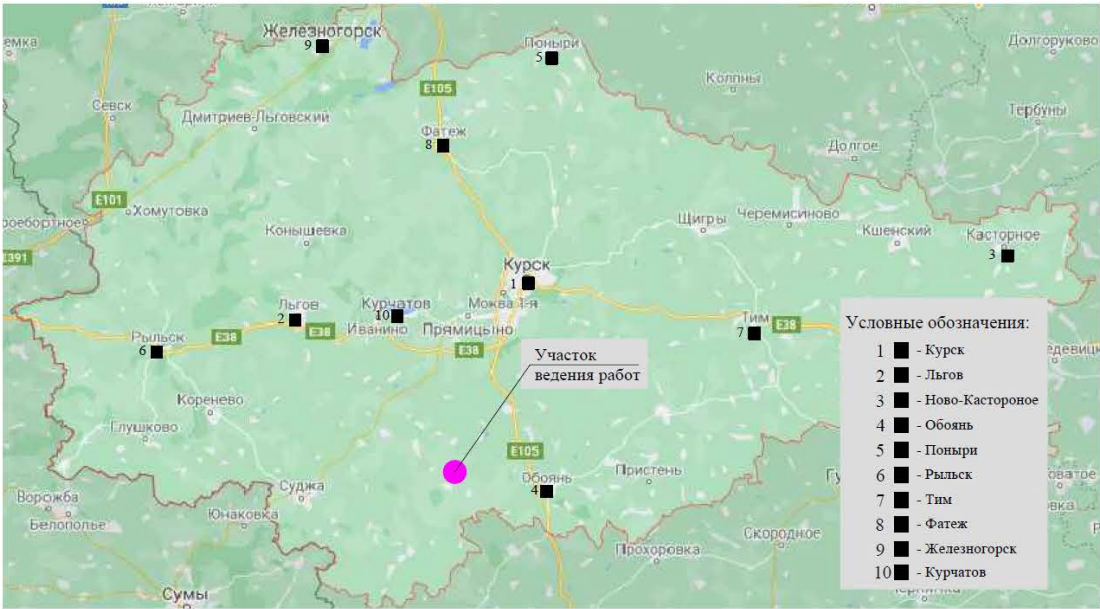 Железногорск
9
Поныри
5
Долгоруково
Колпны
E105
Севск
Дмитриев-Льговский
Тербуны
Фатеж
8
Долгое
E101
Хомутовка
Щигры
Черемисиново
Конышевка
Кшенский
Касторное
3
E391
Курск
1
Льгов
2
Курчатов
10
Моква 1-я
Иванино
Прямицыно
E38
E38
E38
Тим
7
E38
Рыльск
6
Участок
ведения работ
Коренево
Глушково
E105
Обоянь
4
Пристень
Суджа
Ворожба
Белополье
Юнаковка
Прохоровка
Скородное
Сумы
Условные обозначения:
1 - Курск
2 - Льгов
3 - Ново-Кастороное
4 - Обоянь
5 - Поныри
6 - Рыльск
7 - Тим
8 - Фатеж
9 - Железногорск
10 - Курчатов